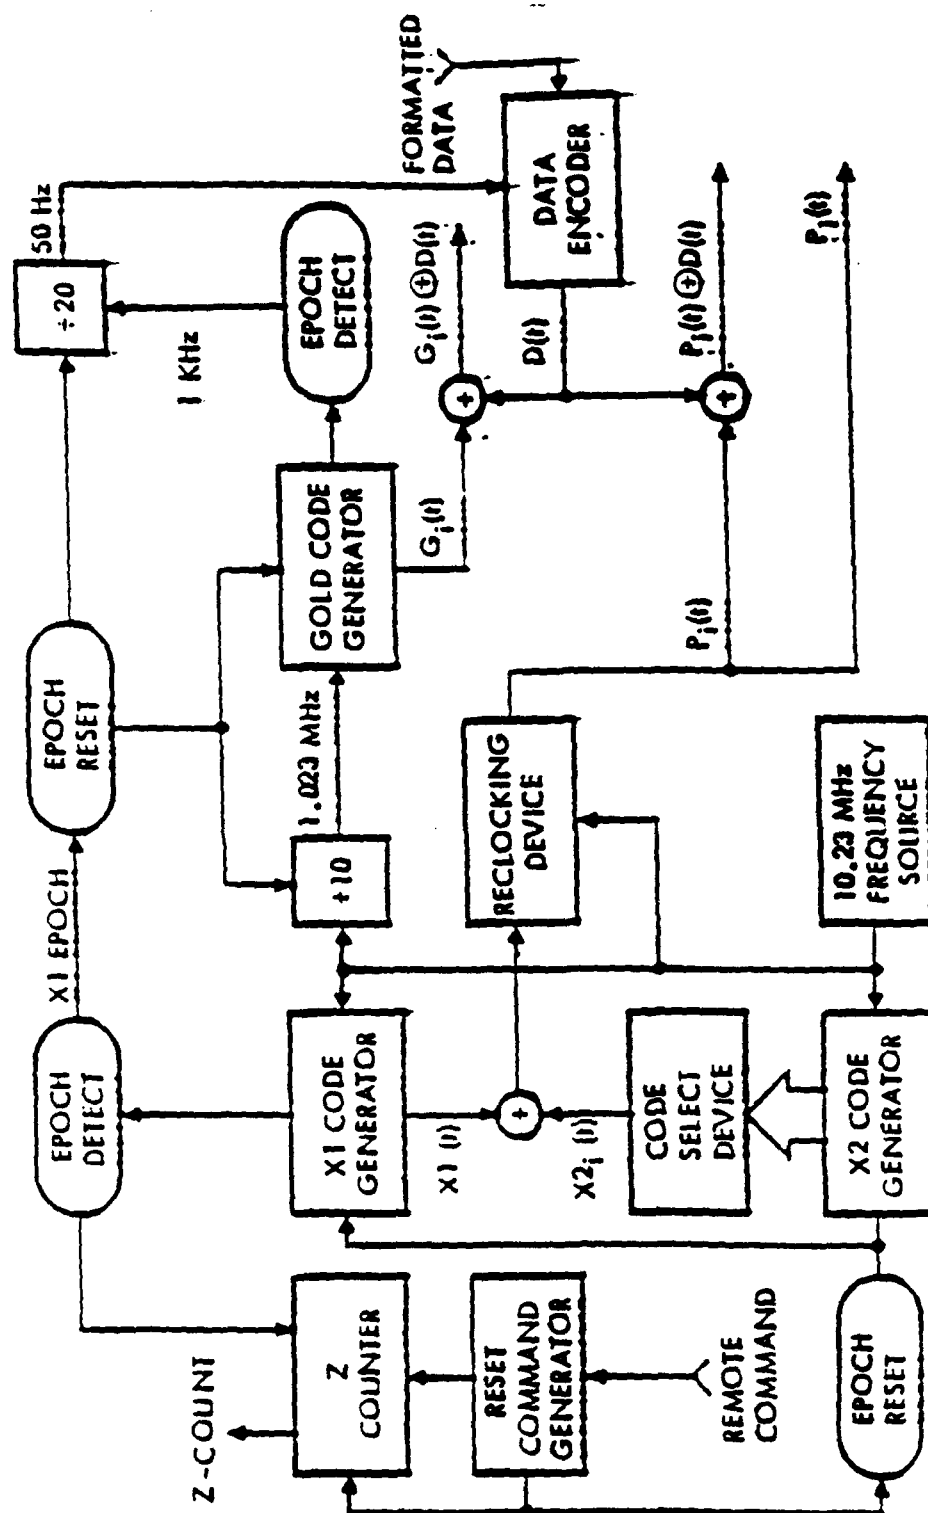 Z-COUNT
Z
COUNTER
RESET
COMMAND
GENERATOR
REMOTE
COMMAND
EPOCH
RESET
EPOCH
DETECT
X1 EPOCH
X1 CODE
GENERATOR
X1 (t)
X2i (t)
CODE
SELECT
DEVICE
X2 CODE
GENERATOR
EPOCH
RESET
÷10
1.023 MHz
RECLOCKING
DEVICE
10.23 MHz
FREQUENCY
SOURCE
GOLD CODE
GENERATOR
Gi(t)
Pi(t)
÷20
50 Hz
1 KHz
EPOCH
DETECT
Gi(t)⊕D(t)
+
+
+
D(t)
Pi(t)⊕D(t)
Pi(t)
FORMATTED
DATA
DATA
ENCODER